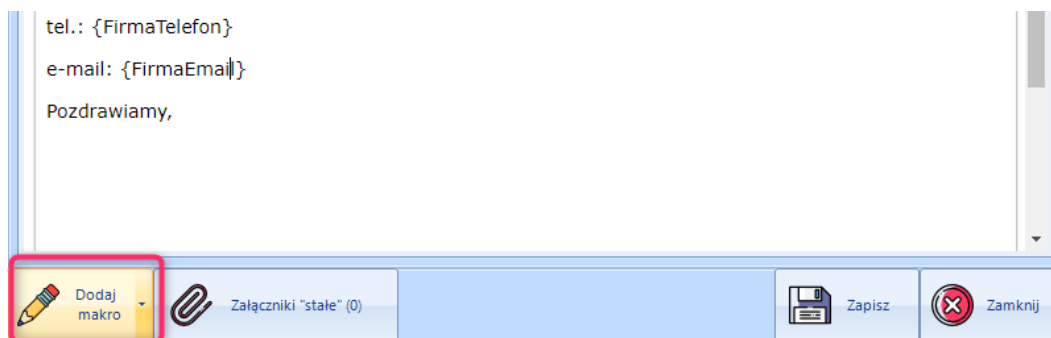 tel.: {FirmaTelefon}
e-mail: {FirmaEmail}
Pozdrawiamy,
Dodaj
makro
Załączniki "stałe" (0)
Zapisz
Zamknij